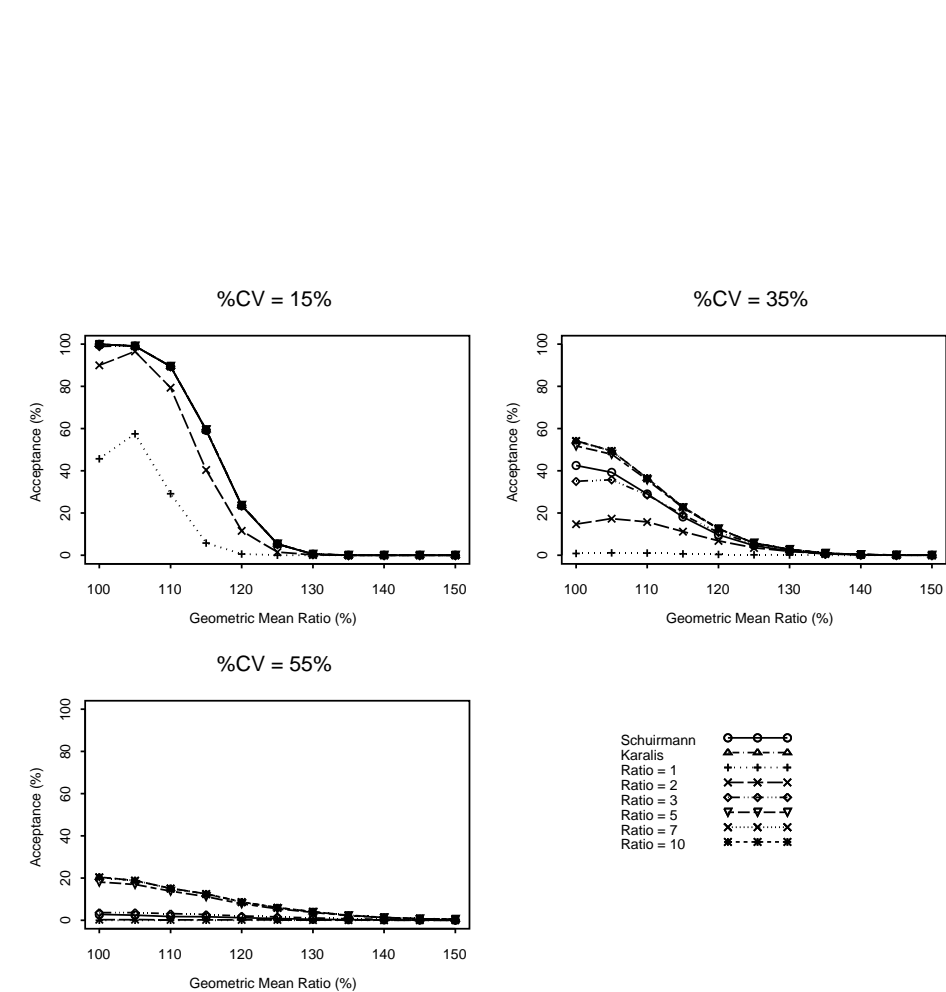 %CV = 15%
Acceptance (%)
100
80
60
40
20
0
100 110 120 130 140 150
Geometric Mean Ratio (%)
%CV = 35%
Acceptance (%)
100
80
60
40
20
0
100 110 120 130 140 150
Geometric Mean Ratio (%)
%CV = 55%
Acceptance (%)
100
80
60
40
20
0
100 110 120 130 140 150
Geometric Mean Ratio (%)
Schuirmann
Karalis
Ratio = 1
Ratio = 2
Ratio = 3
Ratio = 5
Ratio = 7
Ratio = 10